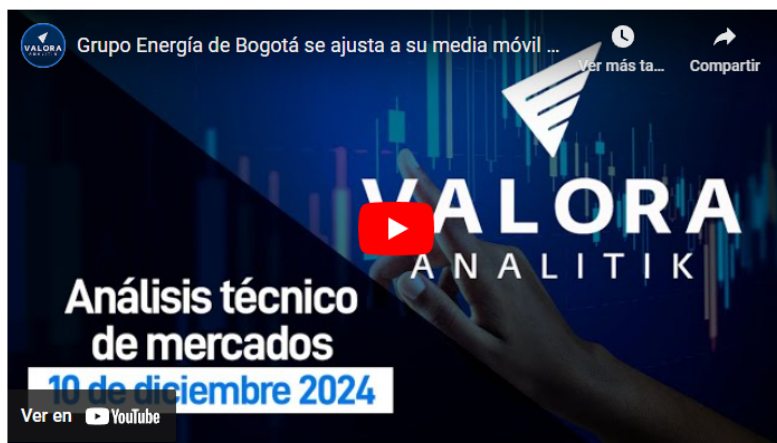 VALORA
ANALITIK
Grupo Energía de Bogotá se ajusta a su media móvil ...
Ver más ta...
Compartir
VALORA
ANALITIK
Análisis técnico
de mercados
10 de diciembre 2024
Ver en YouTube